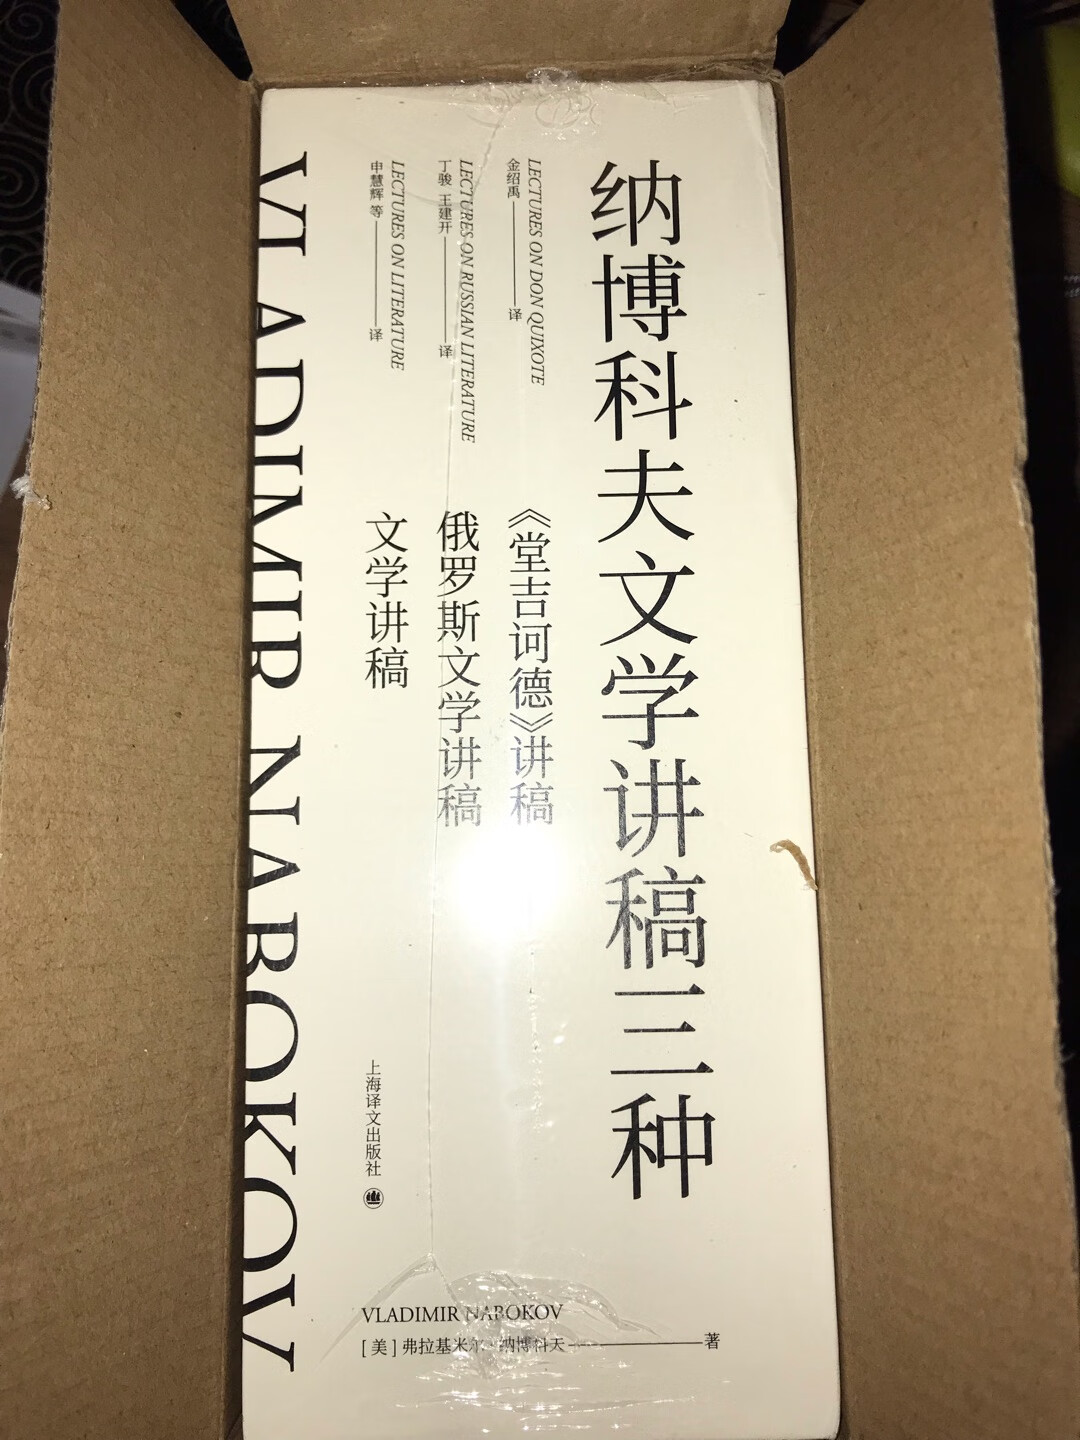 纳博科夫文学讲稿三种
LECTURES ON DON QUIXOTE
金绍禹——译
《堂吉诃德》讲稿
LECTURES ON RUSSIAN LITERATURE
丁骏 王建开——译
俄罗斯文学讲稿
LECTURES ON LITERATURE
申慧辉 等——译
文学讲稿
上海译文出版社
VLADIMIR NABOKOV
VLADIMIR NABOKOV
[美]弗拉基米尔·纳博科夫——著